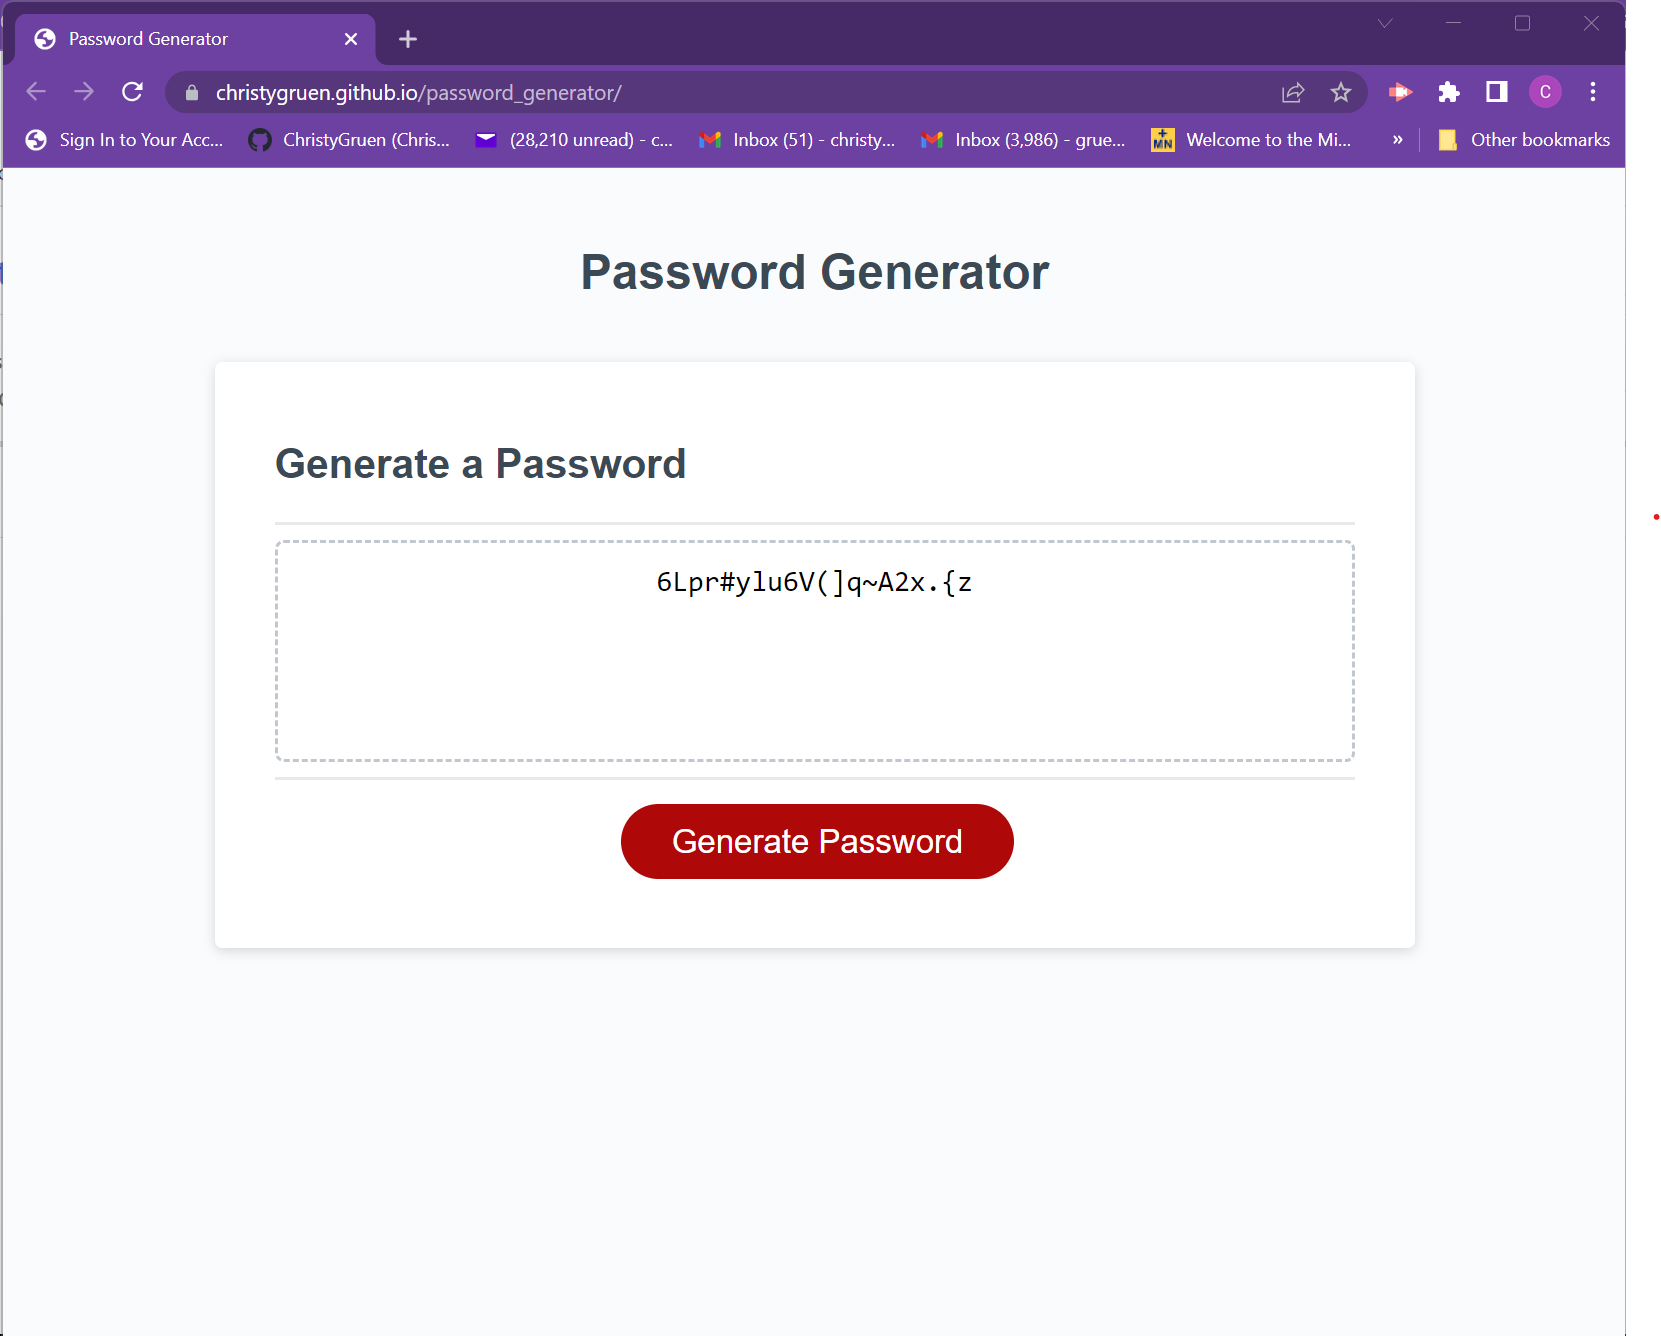 Password Generator
christygruen.github.io/password_generator/
C
Sign In to Your Acc...
ChristyGruen (Chris...
(28,210 unread) - c...
Inbox (51) - christy...
Inbox (3,986) - grue...
+
MN
Welcome to the Mi...
»
Other bookmarks
Password Generator
Generate a Password
6Lpr#ylu6V(]q~A2x.{z
Generate Password